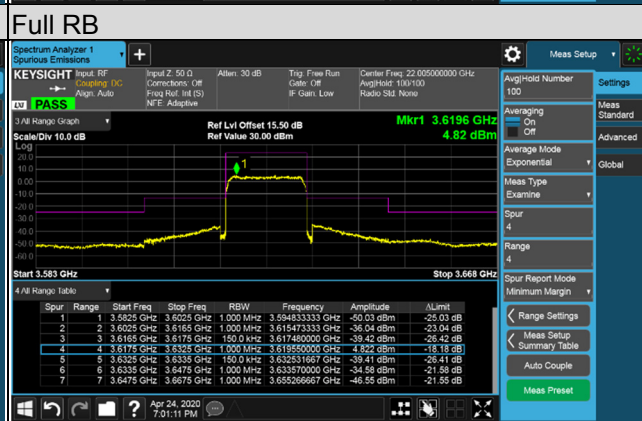 Full RB
Spectrum Analyzer 1
Spurious Emissions
+
Meas Setup
KEYSIGHT
Input: RF
Coupling: DC
Align: Auto
Input Z: 50 Ω
Corrections: Off
Freq Ref: Int (S)
NFE: Adaptive
Atten: 30 dB
Trig: Free Run
Gate: Off
IF Gain: Low
Center Freq: 22.005000000 GHz
Avg|Hold: 100/100
Radio Std: None
LXI PASS
3 All Range Graph
Scale/Div 10.0 dB
Ref Lvl Offset 15.50 dB
Ref Value 30.00 dBm
Mkr1 3.6196 GHz
4.82 dBm
Log
20.0
10.0
0.00
-10.0
-20.0
-30.0
-40.0
-50.0
-60.0
1
Start 3.583 GHz
Stop 3.668 GHz
4 All Range Table
Spur Range Start Freq Stop Freq RBW Frequency Amplitude ΔLimit
1 1 3.5825 GHz 3.6025 GHz 1.000 MHz 3.594833333 GHz -50.03 dBm -25.03 dB
2 2 3.6025 GHz 3.6165 GHz 1.000 MHz 3.615473333 GHz -36.04 dBm -23.04 dB
3 3 3.6165 GHz 3.6175 GHz 150.0 kHz 3.617480000 GHz -39.42 dBm -26.42 dB
4 4 3.6175 GHz 3.6325 GHz 1.000 MHz 3.619550000 GHz 4.822 dBm -18.18 dB
5 5 3.6325 GHz 3.6335 GHz 150.0 kHz 3.632531667 GHz -39.41 dBm -26.41 dB
6 6 3.6335 GHz 3.6475 GHz 1.000 MHz 3.633570000 GHz -34.58 dBm -21.58 dB
7 7 3.6475 GHz 3.6675 GHz 1.000 MHz 3.655266667 GHz -46.55 dBm -21.55 dB
Avg|Hold Number
100
Averaging
On
Off
Average Mode
Exponential
Meas Type
Examine
Spur
4
Range
4
Spur Report Mode
Minimum Margin
Range Settings
Meas Setup
Summary Table
Auto Couple
Meas Preset
Settings
Meas
Standard
Advanced
Global
?
Apr 24, 2020
7:01:11 PM